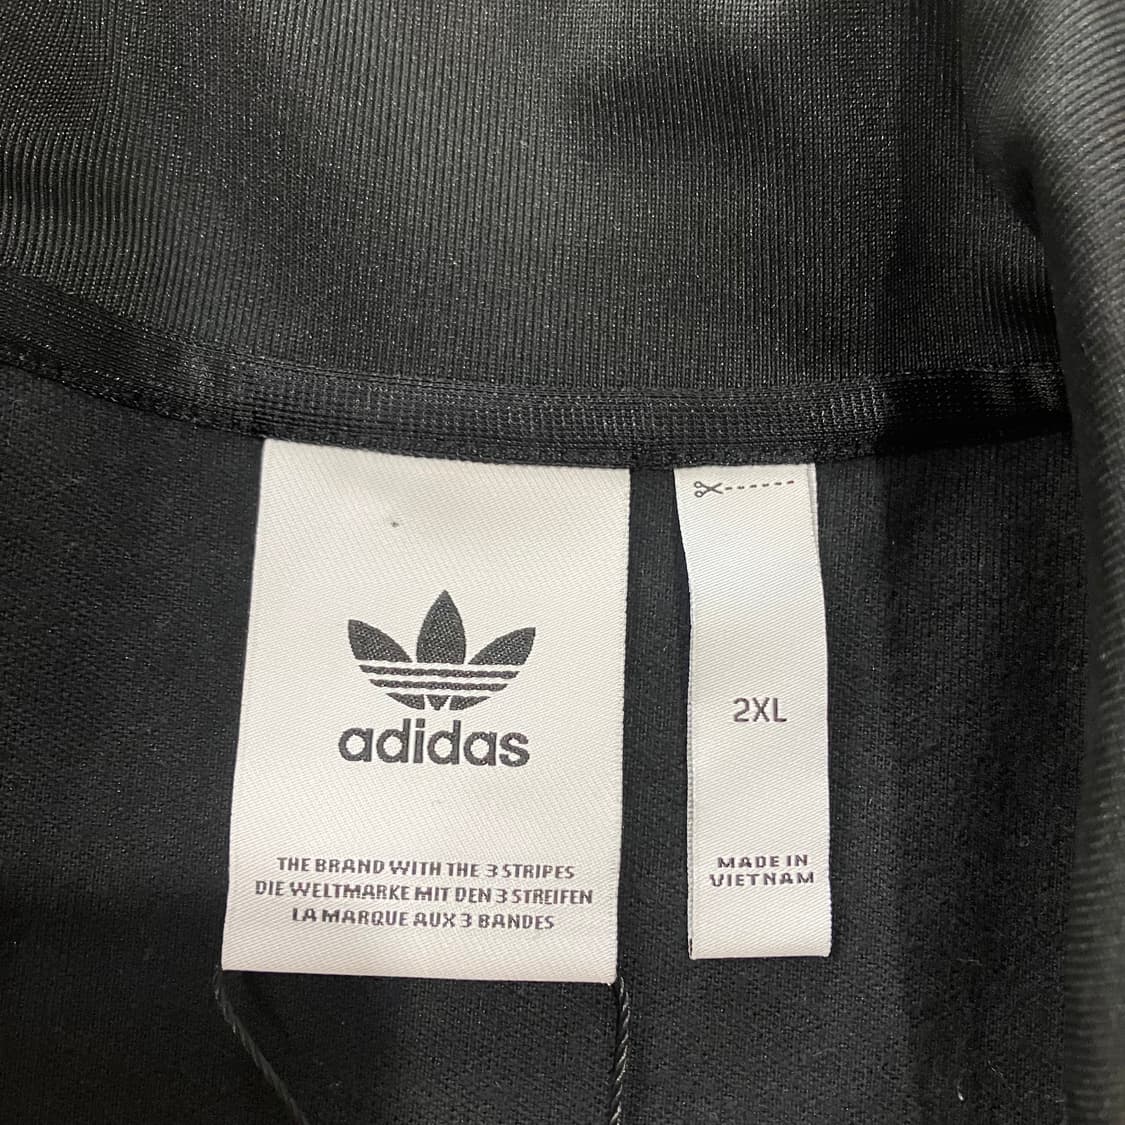 adidas
THE BRAND WITH THE 3 STRIPES
DIE WELTMARKE MIT DEN 3 STREIFEN
LA MARQUE AUX 3 BANDES
2XL
MADE IN
VIETNAM